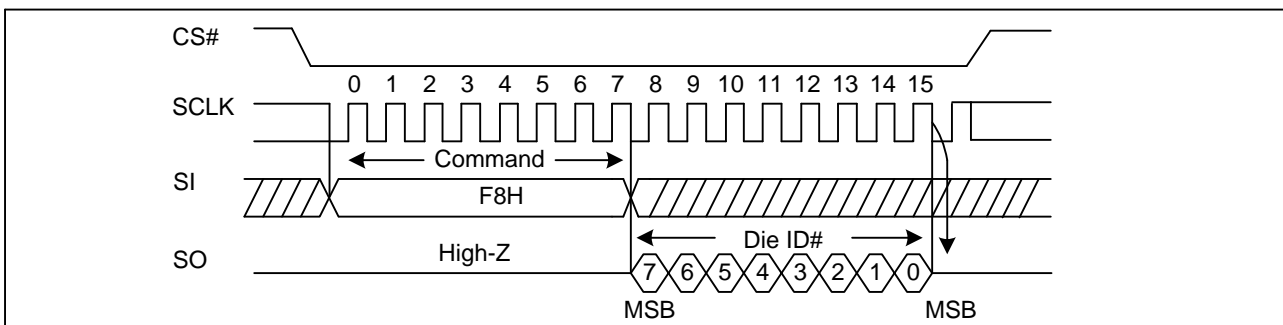 CS#
0 1 2 3 4 5 6 7 8 9 10 11 12 13 14 15
SCLK
Command
SI
F8H
Die ID#
SO
High-Z
7 6 5 4 3 2 1 0
MSB MSB